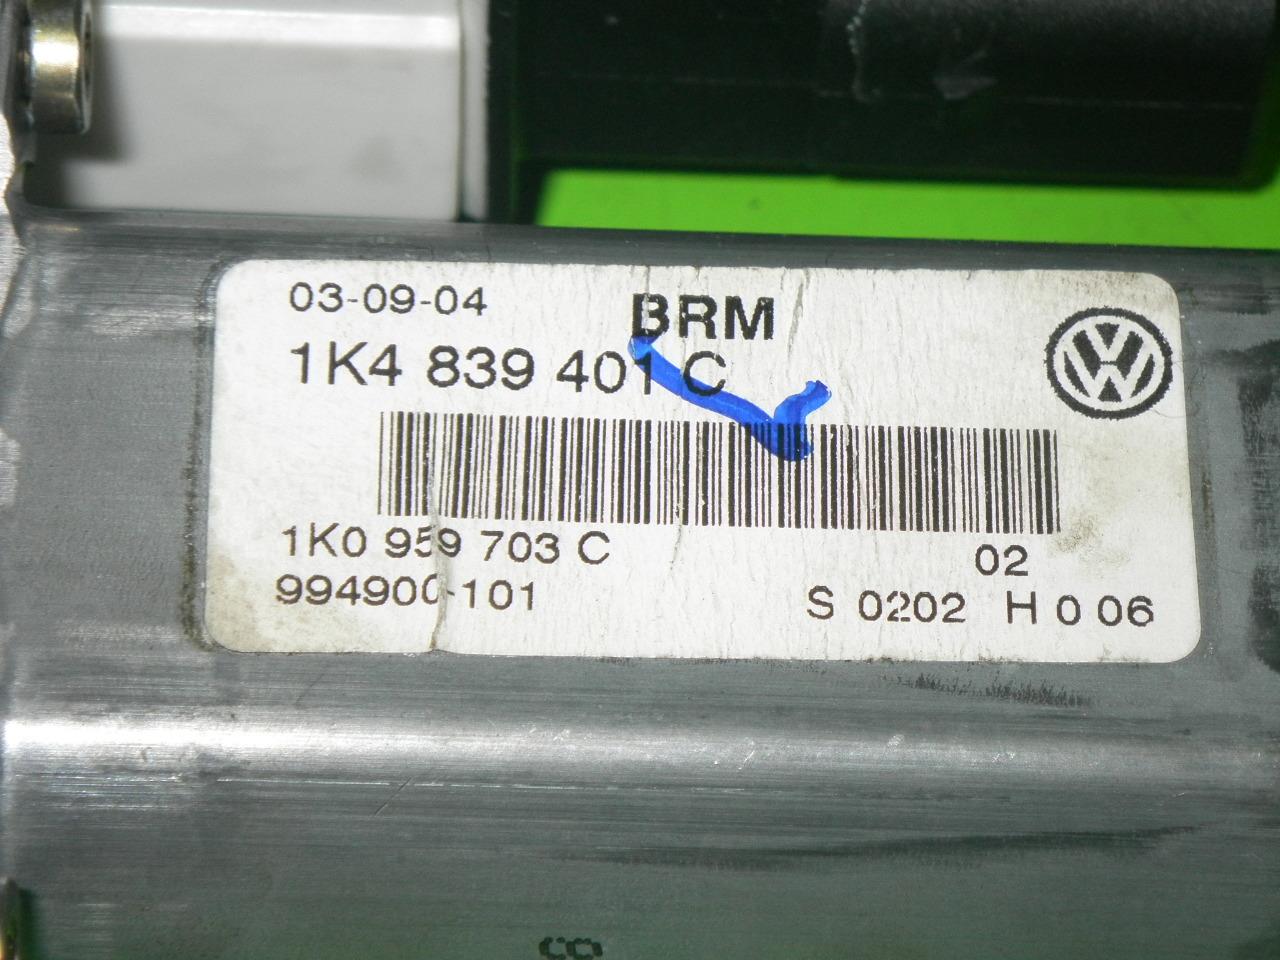 03-09-04 BRM
1K4 839 401 C
1K0 959 703 C 02
994900-101 S 0202 H 0 06